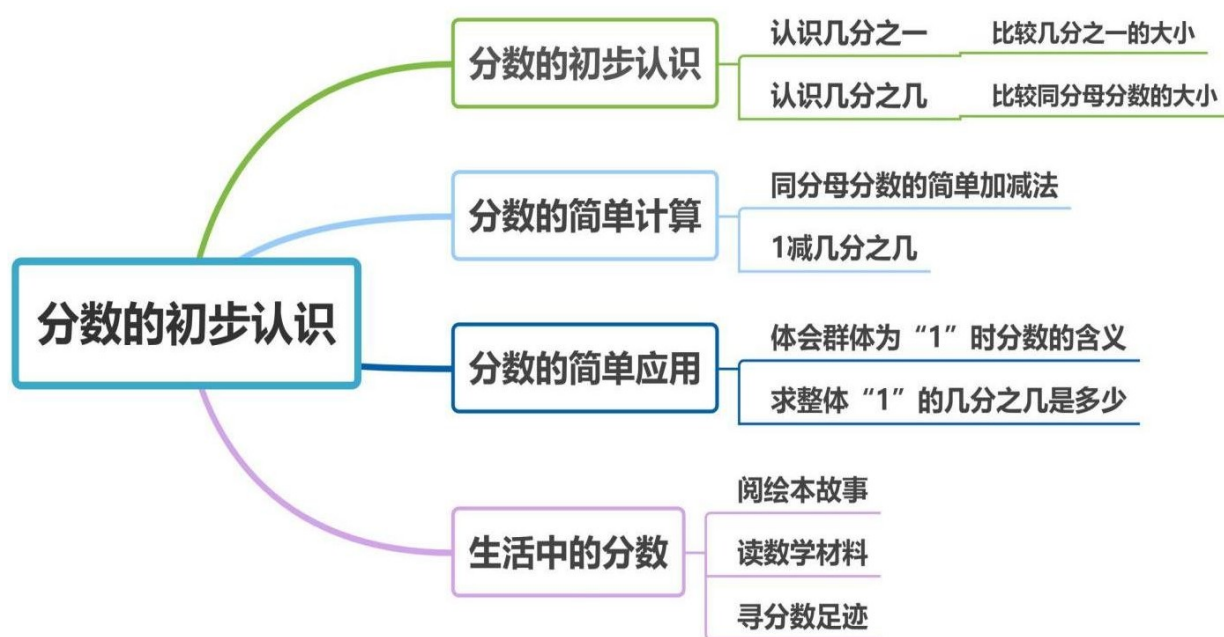 分数的初步认识
分数的初步认识
认识几分之一
比较几分之一的大小
认识几分之几
比较同分母分数的大小
分数的简单计算
同分母分数的简单加减法
1减几分之几
分数的简单应用
体会群体为“1”时分数的含义
求整体“1”的几分之几是多少
生活中的分数
阅绘本故事
读数学材料
寻分数足迹